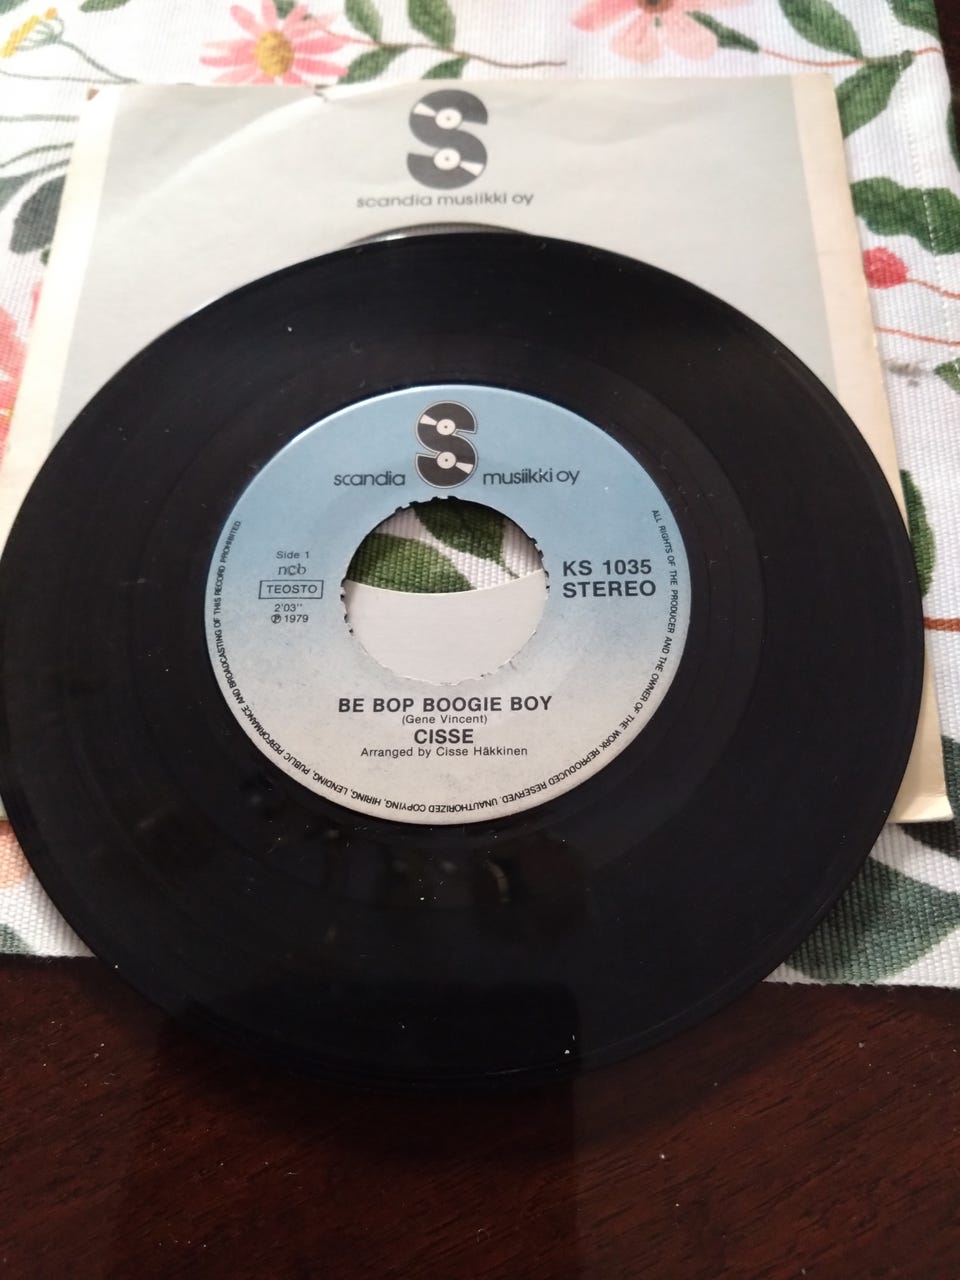 scandia musiikki oy
scandia musiikki oy
Side 1
ncb
TEOSTO
2'03"
℗ 1979
KS 1035
STEREO
BE BOP BOOGIE BOY
(Gene Vincent)
CISSE
Arranged by Cisse Häkkinen
ALL RIGHTS OF THE PRODUCER AND THE OWNER OF THE WORK REPRODUCED RESERVED. UNAUTHORIZED COPYING, HIRING, LENDING, PUBLIC PERFORMANCE AND BROADCASTING OF THIS RECORD PROHIBITED